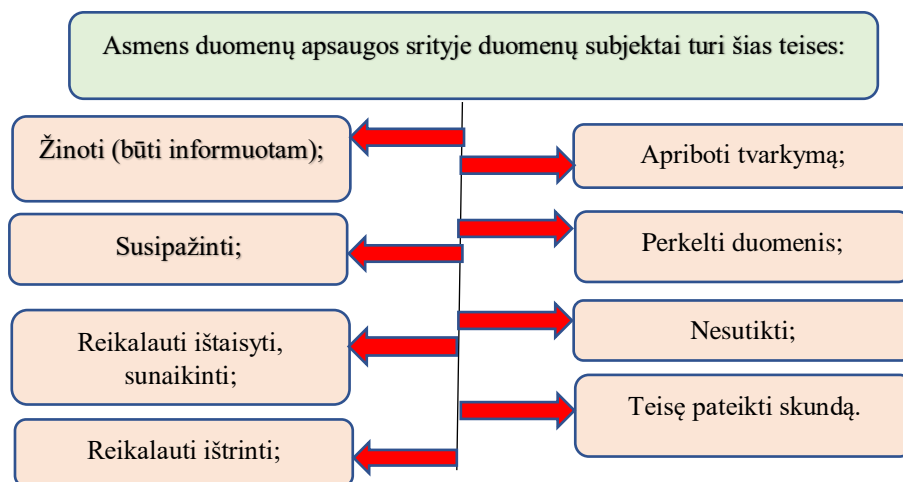 Asmens duomenų apsaugos srityje duomenų subjektai turi šias teises:
Žinoti (būti informuotam);
Susipažinti;
Reikalauti ištaisyti,
sunaikinti;
Reikalauti ištrinti;
Apriboti tvarkymą;
Perkelti duomenis;
Nesutikti;
Teisę pateikti skundą.